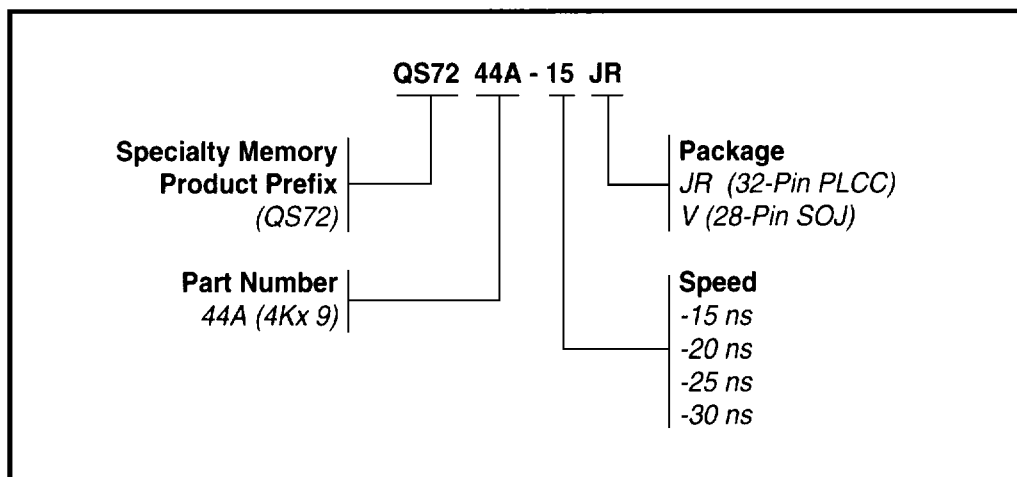 QS72 44A - 15 JR
Specialty Memory
Product Prefix
(QS72)
Package
JR (32-Pin PLCC)
V (28-Pin SOJ)
Part Number
44A (4Kx 9)
Speed
-15 ns
-20 ns
-25 ns
-30 ns